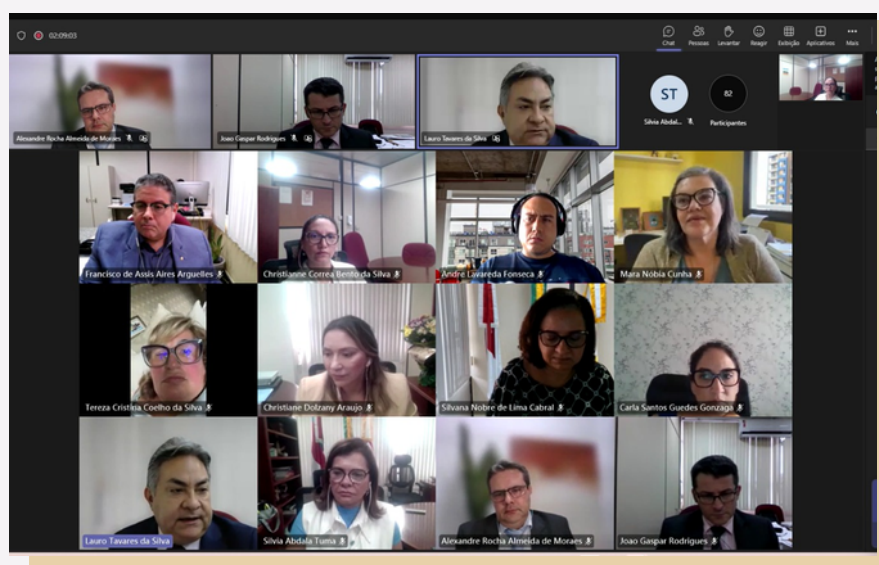 02:09:03
Chat Pessoas Levantar Reagir Exibição Aplicativos Mais
Alexandre Rocha Almeida de Moraes
Joao Gaspar Rodrigues
Lauro Tavares da Silva
ST
Silvia Abdal...
82
Participantes
Francisco de Assis Aires Arguelles
Christianne Correa Bento da Silva
Andre Lavareda Fonseca
Mara Nóbia Cunha
Tereza Cristina Coelho da Silva
Christiane Dolzany Araujo
Silvana Nobre de Lima Cabral
Carla Santos Guedes Gonzaga
Lauro Tavares da Silva
Silvia Abdala Tuma
Alexandre Rocha Almeida de Moraes
Joao Gaspar Rodrigues